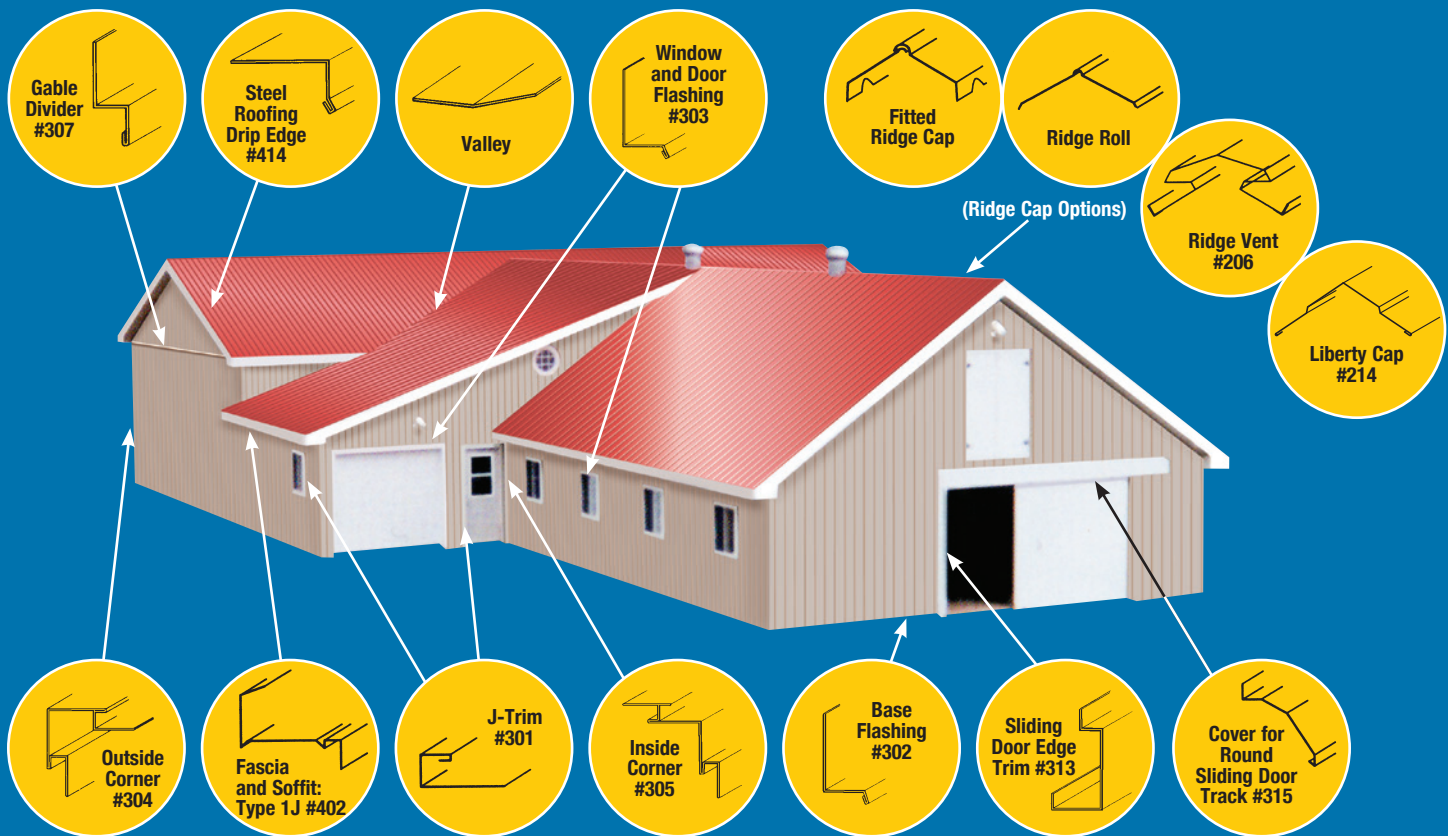 Gable
Divider
#307
Steel
Roofing
Drip Edge
#414
Valley
Window
and Door
Flashing
#303
Fitted
Ridge Cap
Ridge Roll
(Ridge Cap Options)
Ridge Vent
#206
Liberty Cap
#214
Outside
Corner
#304
Fascia
and Soffit:
Type 1J #402
J-Trim
#301
Inside
Corner
#305
Base
Flashing
#302
Sliding
Door Edge
Trim #313
Cover for
Round
Sliding Door
Track #315